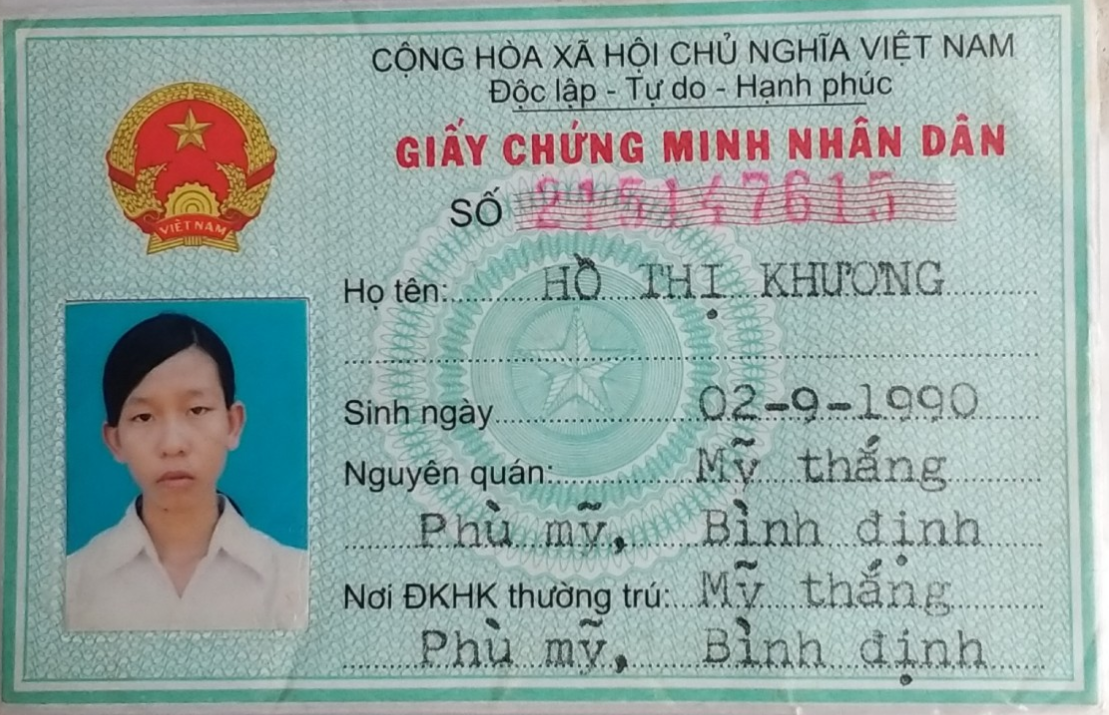 CỘNG HÒA XÃ HỘI CHỦ NGHĨA VIỆT NAM
Độc lập - Tự do - Hạnh phúc
GIẤY CHỨNG MINH NHÂN DÂN
SỐ 215147615
VIỆT NAM
Họ tên: HỒ THỊ KHƯƠNG
Sinh ngày 02-9-1990
Nguyên quán: Mỹ thắng
Phù mỹ, Bình định
Nơi ĐKHK thường trú: Mỹ thắng
Phù mỹ, Bình định